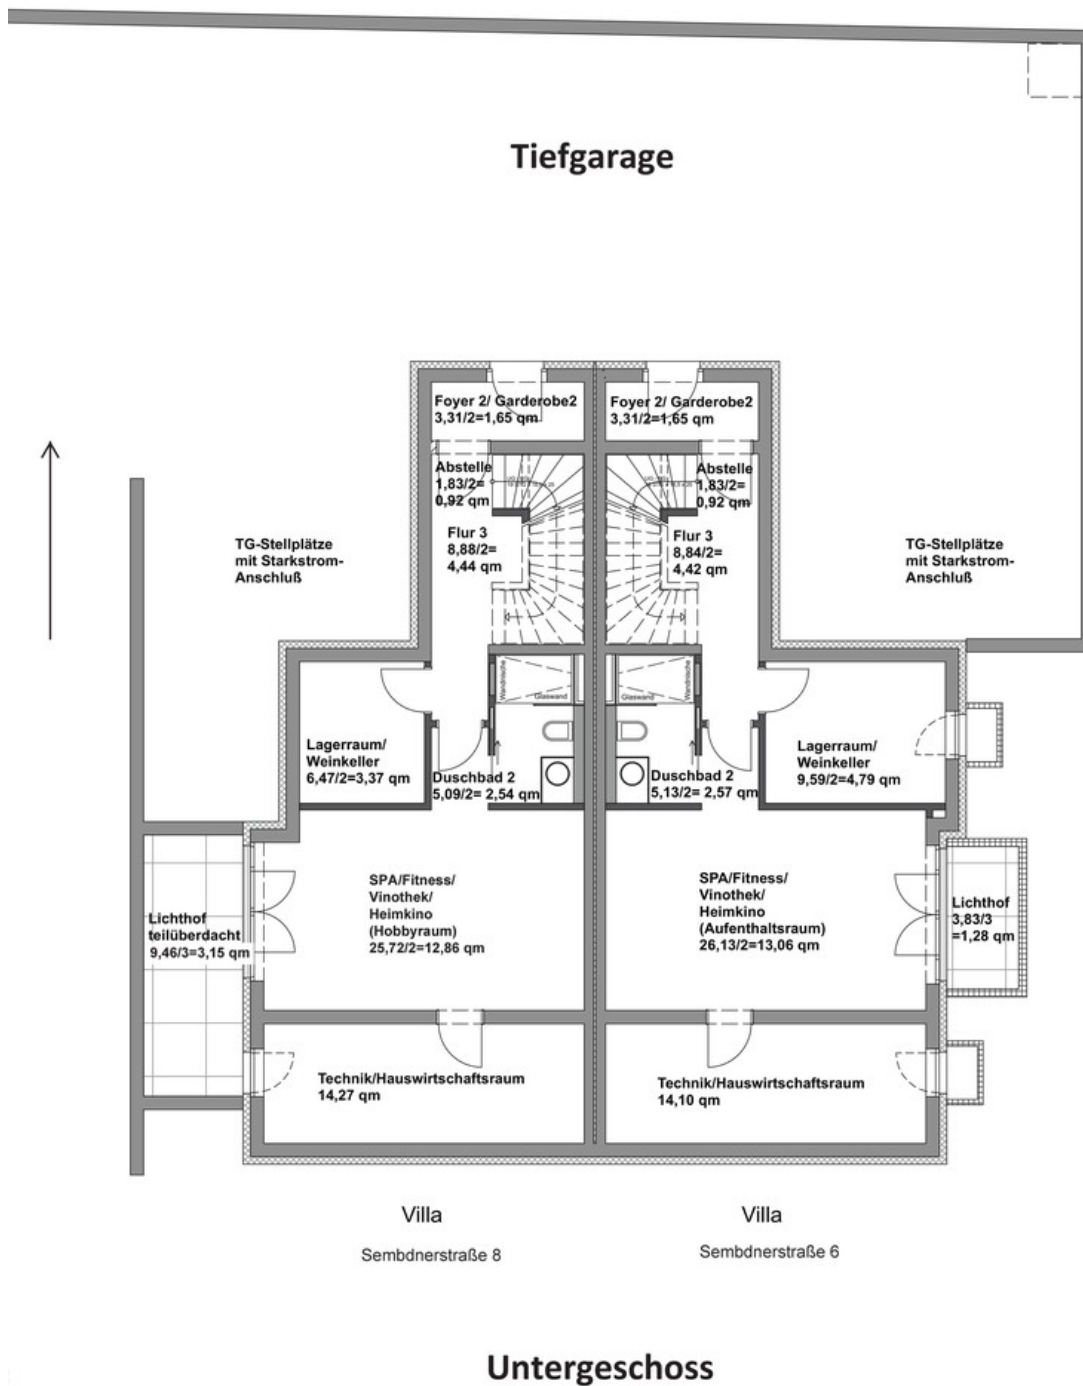 Tiefgarage
Foyer 2/ Garderobe2
3,31/2=1,65 qm
Foyer 2/ Garderobe2
3,31/2=1,65 qm
Abstelle
1,83/2=
0,92 qm
Abstelle
1,83/2=
0,92 qm
Flur 3
8,88/2=
4,44 qm
Flur 3
8,84/2=
4,42 qm
TG-Stellplätze
mit Starkstrom-
Anschluß
TG-Stellplätze
mit Starkstrom-
Anschluß
Wandnische
Glaswand
Glaswand
Wandnische
Lagerraum/
Weinkeller
6,47/2=3,37 qm
Duschbad 2
5,09/2= 2,54 qm
Duschbad 2
5,13/2= 2,57 qm
Lagerraum/
Weinkeller
9,59/2=4,79 qm
Lichthof
teilüberdacht
9,46/3=3,15 qm
SPA/Fitness/
Vinothek/
Heimkino
(Hobbyraum)
25,72/2=12,86 qm
SPA/Fitness/
Vinothek/
Heimkino
(Aufenthaltsraum)
26,13/2=13,06 qm
Lichthof
3,83/3
=1,28 qm
Technik/Hauswirtschaftsraum
14,27 qm
Technik/Hauswirtschaftsraum
14,10 qm
Villa
Sembdnerstraße 8
Villa
Sembdnerstraße 6
Untergeschoss